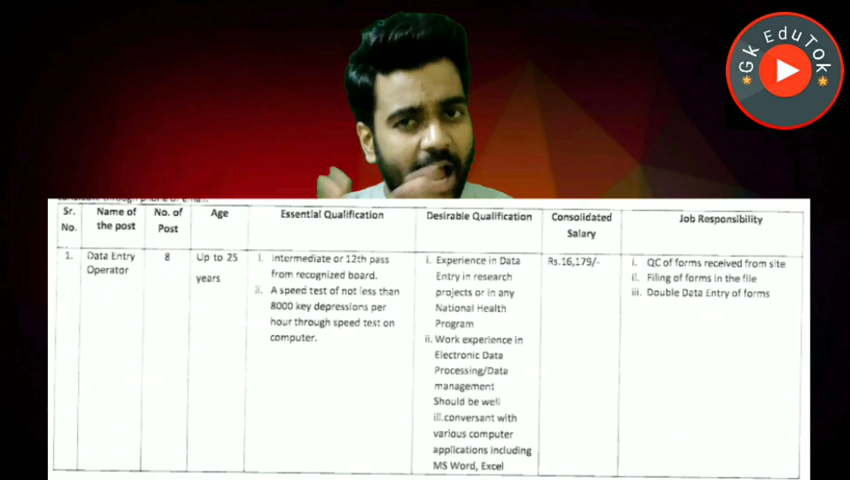 Gk EduTok
candidate through phone or
Sr. No.
Name of the post
No. of Post
Age
Essential Qualification
Desirable Qualification
Consolidated Salary
Job Responsibility
1.
Data Entry Operator
8
Up to 25 years
i. Intermediate or 12th pass
from recognized board.
ii. A speed test of not less than
8000 key depressions per
hour through speed test on
computer.
i. Experience in Data
Entry in research
projects or in any
National Health
Program
ii. Work experience in
Electronic Data
Processing/Data
management
Should be well
iii.conversant with
various computer
applications including
MS Word, Excel
Rs.16,179/-
i. QC of forms received from site
ii. Filing of forms in the file
iii. Double Data Entry of forms